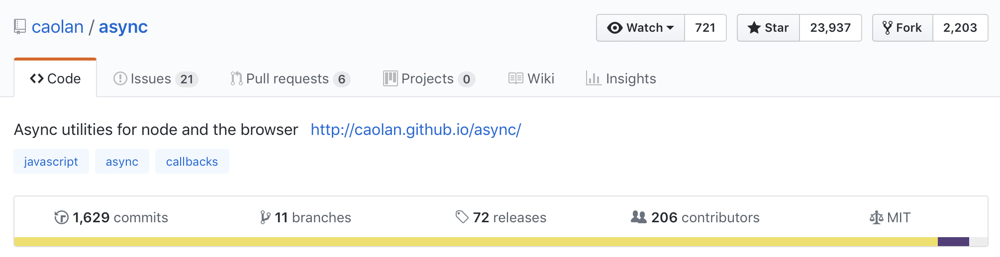 caolan / async
Watch 721 Star 23,937 Fork 2,203
Code Issues 21 Pull requests 6 Projects 0 Wiki Insights
Async utilities for node and the browser http://caolan.github.io/async/
javascript async callbacks
1,629 commits 11 branches 72 releases 206 contributors MIT